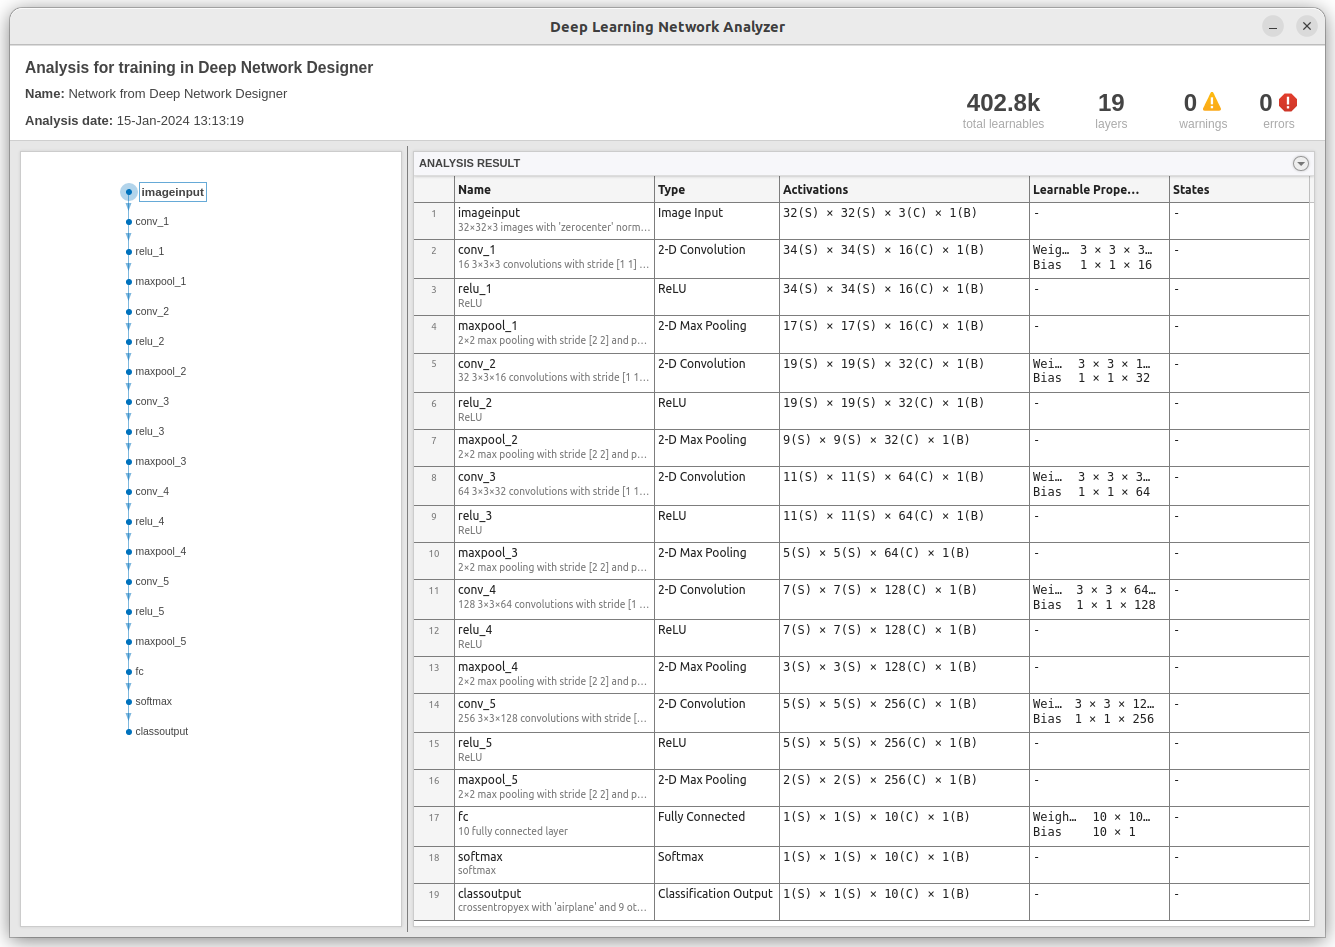 Deep Learning Network Analyzer
Analysis for training in Deep Network Designer
Name: Network from Deep Network Designer
Analysis date: 15-Jan-2024 13:13:19
402.8k
total learnables
19
layers
0
warnings
0
errors
imageinput
conv_1
relu_1
maxpool_1
conv_2
relu_2
maxpool_2
conv_3
relu_3
maxpool_3
conv_4
relu_4
maxpool_4
conv_5
relu_5
maxpool_5
fc
softmax
classoutput
ANALYSIS RESULT
Name Type Activations Learnable Prope… States
1 imageinput Image Input 32(S) × 32(S) × 3(C) × 1(B) - -
32×32×3 images with 'zerocenter' norm…
2 conv_1 2-D Convolution 34(S) × 34(S) × 16(C) × 1(B) Weig… 3 × 3 × 3… -
16 3×3×3 convolutions with stride [1 1] … Bias 1 × 1 × 16
3 relu_1 ReLU 34(S) × 34(S) × 16(C) × 1(B) - -
ReLU
4 maxpool_1 2-D Max Pooling 17(S) × 17(S) × 16(C) × 1(B) - -
2×2 max pooling with stride [2 2] and p…
5 conv_2 2-D Convolution 19(S) × 19(S) × 32(C) × 1(B) Wei… 3 × 3 × 1… -
32 3×3×16 convolutions with stride [1 1… Bias 1 × 1 × 32
6 relu_2 ReLU 19(S) × 19(S) × 32(C) × 1(B) - -
ReLU
7 maxpool_2 2-D Max Pooling 9(S) × 9(S) × 32(C) × 1(B) - -
2×2 max pooling with stride [2 2] and p…
8 conv_3 2-D Convolution 11(S) × 11(S) × 64(C) × 1(B) Wei… 3 × 3 × 3… -
64 3×3×32 convolutions with stride [1 1… Bias 1 × 1 × 64
9 relu_3 ReLU 11(S) × 11(S) × 64(C) × 1(B) - -
ReLU
10 maxpool_3 2-D Max Pooling 5(S) × 5(S) × 64(C) × 1(B) - -
2×2 max pooling with stride [2 2] and p…
11 conv_4 2-D Convolution 7(S) × 7(S) × 128(C) × 1(B) Wei… 3 × 3 × 64… -
128 3×3×64 convolutions with stride [1 … Bias 1 × 1 × 128
12 relu_4 ReLU 7(S) × 7(S) × 128(C) × 1(B) - -
ReLU
13 maxpool_4 2-D Max Pooling 3(S) × 3(S) × 128(C) × 1(B) - -
2×2 max pooling with stride [2 2] and p…
14 conv_5 2-D Convolution 5(S) × 5(S) × 256(C) × 1(B) Wei… 3 × 3 × 12… -
256 3×3×128 convolutions with stride [… Bias 1 × 1 × 256
15 relu_5 ReLU 5(S) × 5(S) × 256(C) × 1(B) - -
ReLU
16 maxpool_5 2-D Max Pooling 2(S) × 2(S) × 256(C) × 1(B) - -
2×2 max pooling with stride [2 2] and p…
17 fc Fully Connected 1(S) × 1(S) × 10(C) × 1(B) Weigh… 10 × 10… -
10 fully connected layer Bias 10 × 1
18 softmax Softmax 1(S) × 1(S) × 10(C) × 1(B) - -
softmax
19 classoutput Classification Output 1(S) × 1(S) × 10(C) × 1(B) - -
crossentropyex with 'airplane' and 9 ot…